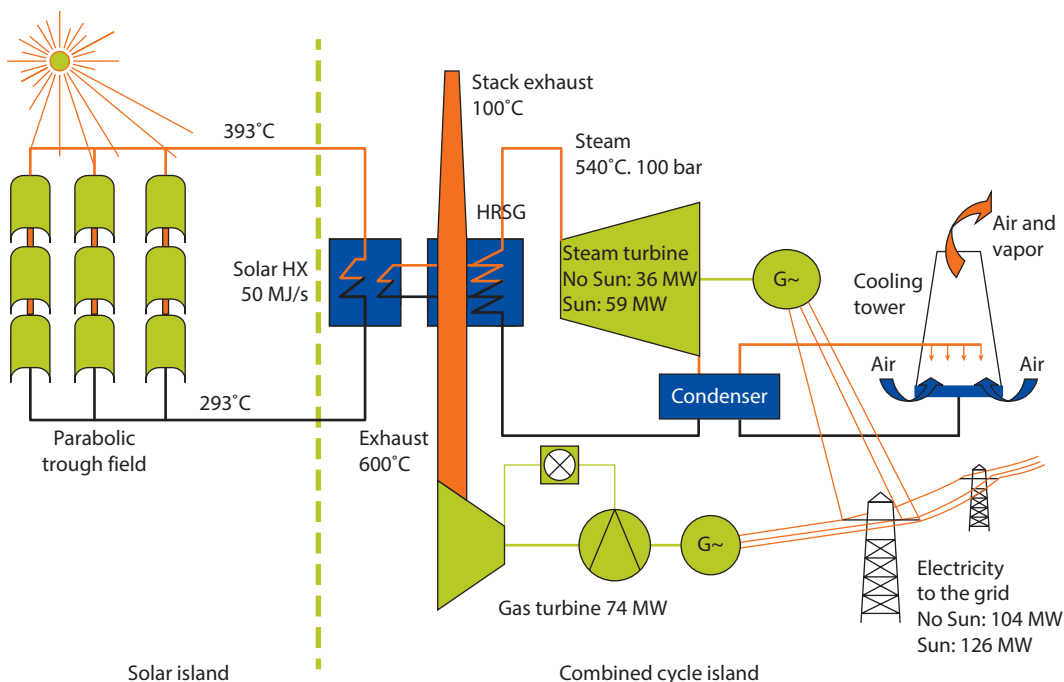 Stack exhaust
100˚C
393˚C
Steam
540˚C. 100 bar
HRSG
Air and
vapor
Solar HX
50 MJ/s
Steam turbine
No Sun: 36 MW
Sun: 59 MW
G~
Cooling
tower
Air
Air
Condenser
293˚C
Parabolic
trough field
Exhaust
600˚C
G~
Gas turbine 74 MW
Electricity
to the grid
No Sun: 104 MW
Sun: 126 MW
Solar island
Combined cycle island